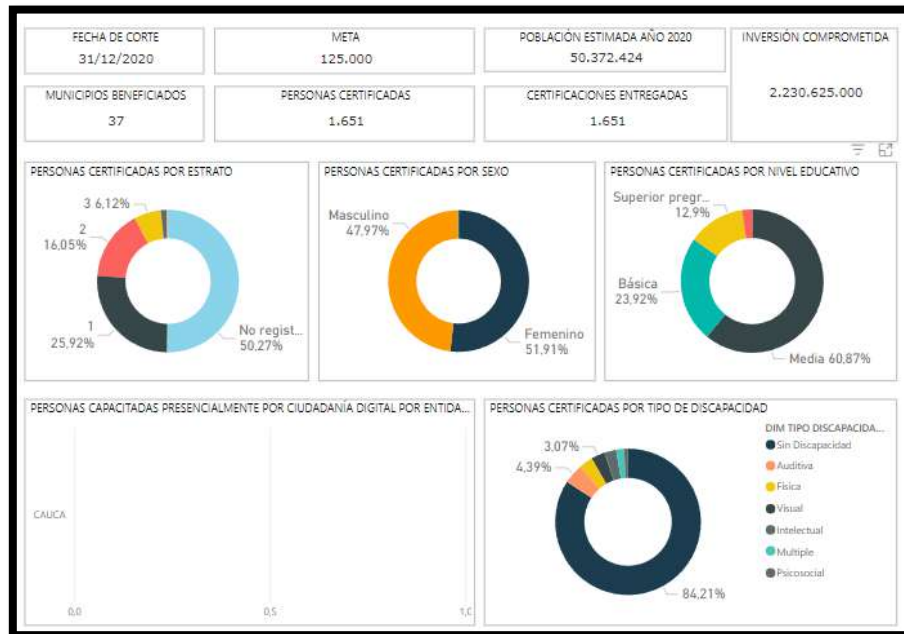 FECHA DE CORTE
31/12/2020
META
125.000
POBLACIÓN ESTIMADA AÑO 2020
50.372.424
INVERSIÓN COMPROMETIDA
2.230.625.000
MUNICIPIOS BENEFICIADOS
37
PERSONAS CERTIFICADAS
1.651
CERTIFICACIONES ENTREGADAS
1.651
PERSONAS CERTIFICADAS POR ESTRATO
3 6,12%
2
16,05%
1
25,92%
No regist...
50,27%
PERSONAS CERTIFICADAS POR SEXO
Masculino
47,97%
Femenino
51,91%
PERSONAS CERTIFICADAS POR NIVEL EDUCATIVO
Superior pregr...
12,9%
Básica
23,92%
Media 60,87%
PERSONAS CAPACITADAS PRESENCIALMENTE POR CIUDADANÍA DIGITAL POR ENTIDA...
CAUCA
0,0
0,5
1,0
PERSONAS CERTIFICADAS POR TIPO DE DISCAPACIDAD
3,07%
4,39%
84,21%
DIM TIPO DISCAPACIDA...
Sin Discapacidad
Auditiva
Física
Visual
Intelectual
Multiple
Psicosocial